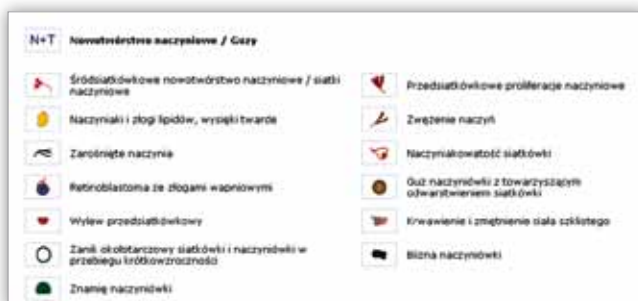 N+T Nowotwórstwo naczyniowe / Guzy
Śródsiatkówkowe nowotwórstwo naczyniowe / siatki
naczyniowe
Naczyniaki i złogi lipidów, wysięki twarde
Zarośnięte naczynia
Retinoblastoma ze złogami wapniowymi
Wylew przedsiatkówkowy
Zanik okołotarczowy siatkówki i naczyniówki w
przebiegu krótkowzroczności
Znamię naczyniówki
Przedsiatkówkowe proliferacje naczyniowe
Zwężenie naczyń
Naczyniakowatość siatkówki
Guz naczyniówki z towarzyszącym
odwarstwieniem siatkówki
Krwawienie i zmętnienie ciała szklistego
Blizna naczyniówki